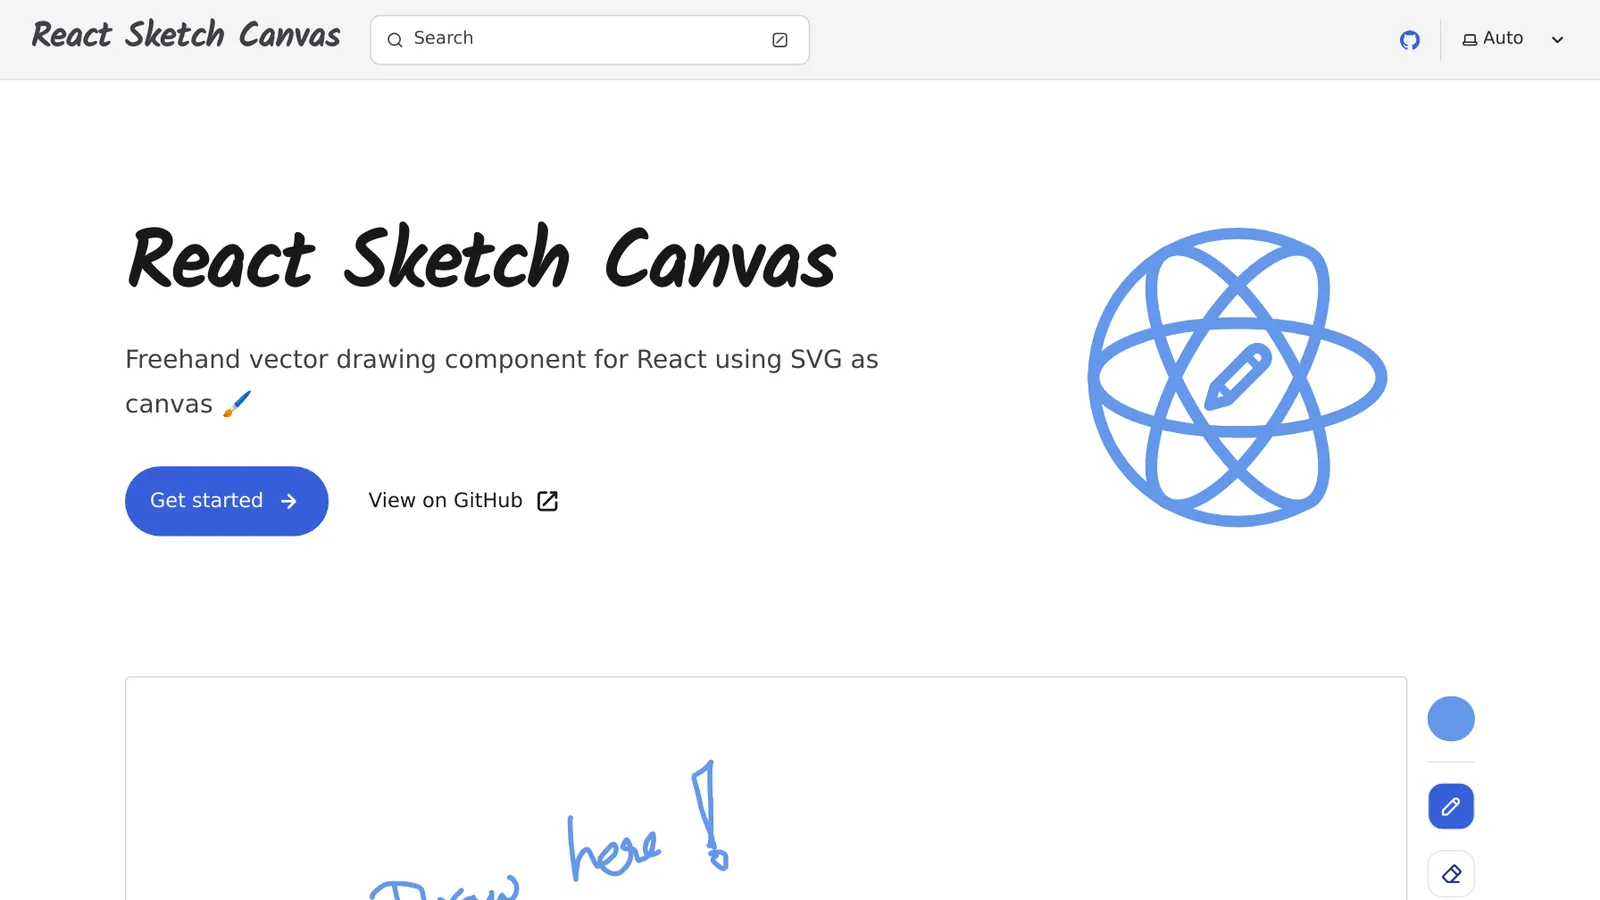 React Sketch Canvas
Search
Auto
React Sketch Canvas
Freehand vector drawing component for React using SVG as
canvas 🖌️
Get started
View on GitHub
here!
Draw